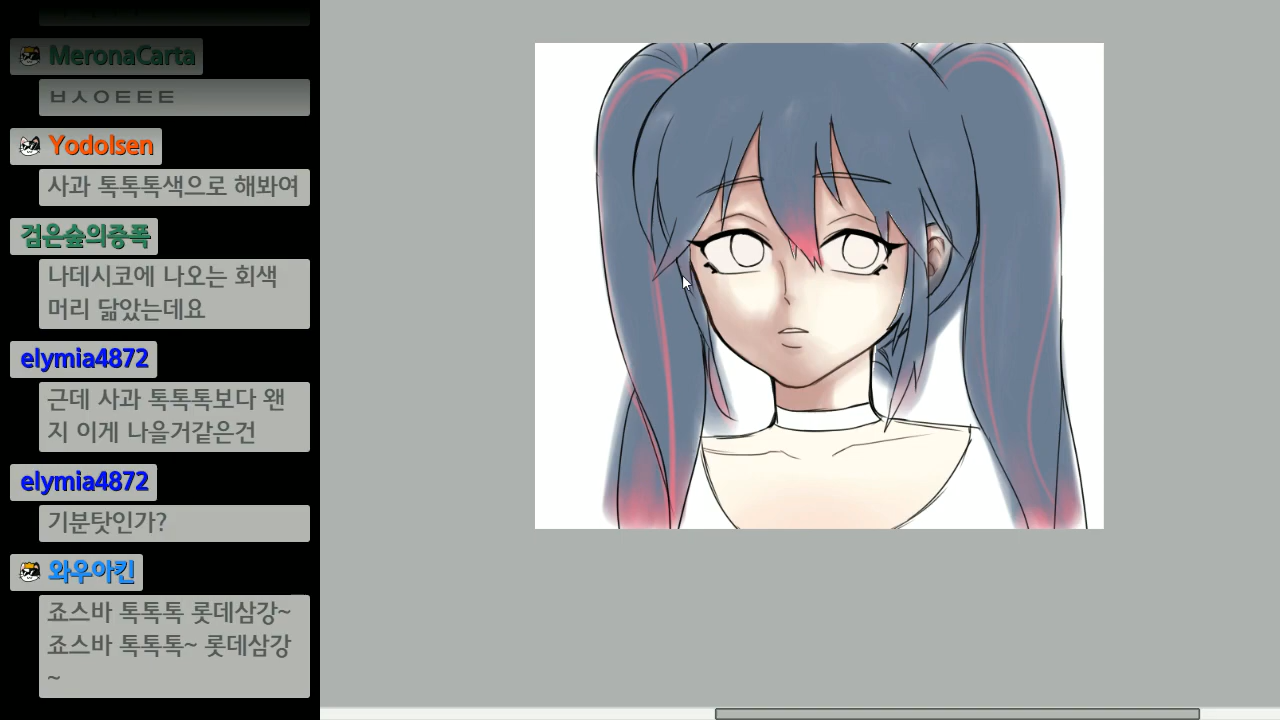 MeronaCarta
ㅂㅅㅇㅌㅌㅌ
Yodolsen
사과 톡톡톡색으로 해봐여
검은숲의증폭
나데시코에 나오는 회색
머리 닮았는데요
elymia4872
근데 사과 톡톡톡보다 왠
지 이게 나을거같은건
elymia4872
기분탓인가?
와우아킨
죠스바 톡톡톡 롯데삼강~
죠스바 톡톡톡~ 롯데삼강
~